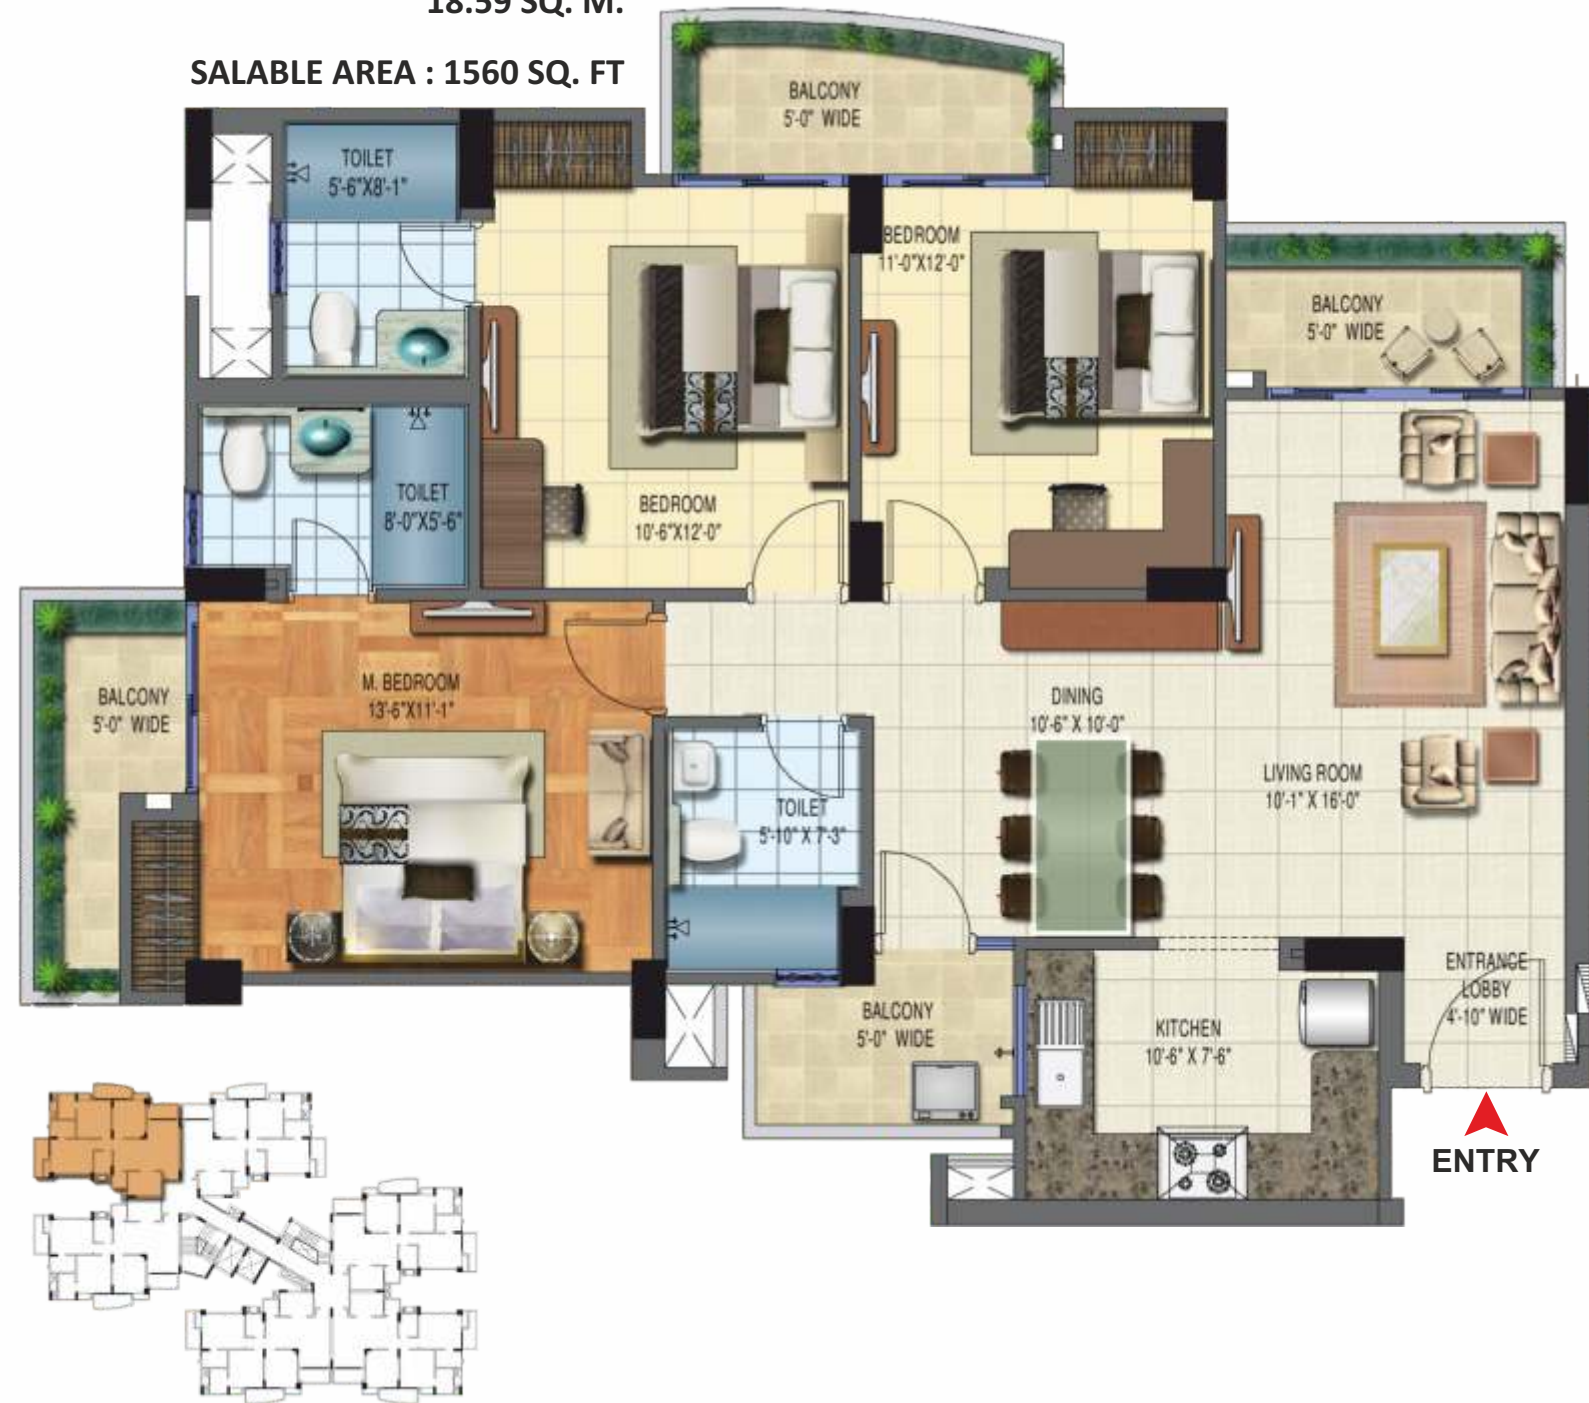 18.59 SQ. M.
SALABLE AREA : 1560 SQ. FT
BALCONY
5'-0" WIDE
TOILET
5'-6"X8'-1"
BEDROOM
11'-0"X12'-0"
BALCONY
5'-0" WIDE
TOILET
8'-0"X5'-6"
BEDROOM
10'-6"X12'-0"
BALCONY
5'-0" WIDE
M. BEDROOM
13'-6"X11'-1"
DINING
10'-6" X 10'-0"
LIVING ROOM
10'-1" X 16'-0"
TOILET
5'-10" X 7'-3"
ENTRANCE
LOBBY
4'-10" WIDE
BALCONY
5'-0" WIDE
KITCHEN
10'-6" X 7'-6"
ENTRY